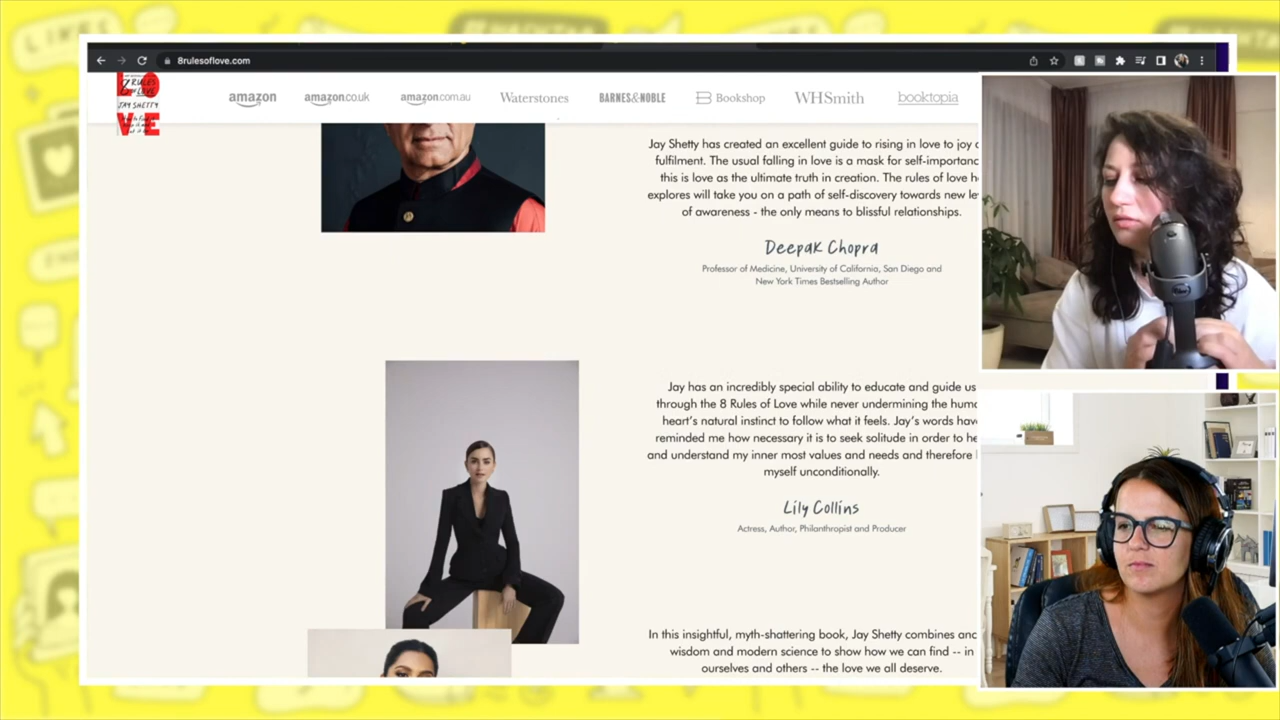 LIKES
8rulesoflove.com
8 RULES
OF LOVE
JAY SHETTY
VE
amazon
amazon.co.uk
amazon.com.au
Waterstones
BARNES&NOBLE
Bookshop
WHSmith
booktopia
Jay Shetty has created an excellent guide to rising in love to joy
fulfilment. The usual falling in love is a mask for self-importanc
this is love as the ultimate truth in creation. The rules of love h
explores will take you on a path of self-discovery towards new le
of awareness - the only means to blissful relationships.
Deepak Chopra
Professor of Medicine, University of California, San Diego and
New York Times Bestselling Author
Jay has an incredibly special ability to educate and guide us
through the 8 Rules of Love while never undermining the huma
heart's natural instinct to follow what it feels. Jay's words hav
reminded me how necessary it is to seek solitude in order to he
and understand my inner most values and needs and therefore
myself unconditionally.
Lily Collins
Actress, Author, Philanthropist and Producer
In this insightful, myth-shattering book, Jay Shetty combines anc
wisdom and modern science to show how we can find -- in
ourselves and others -- the love we all deserve.